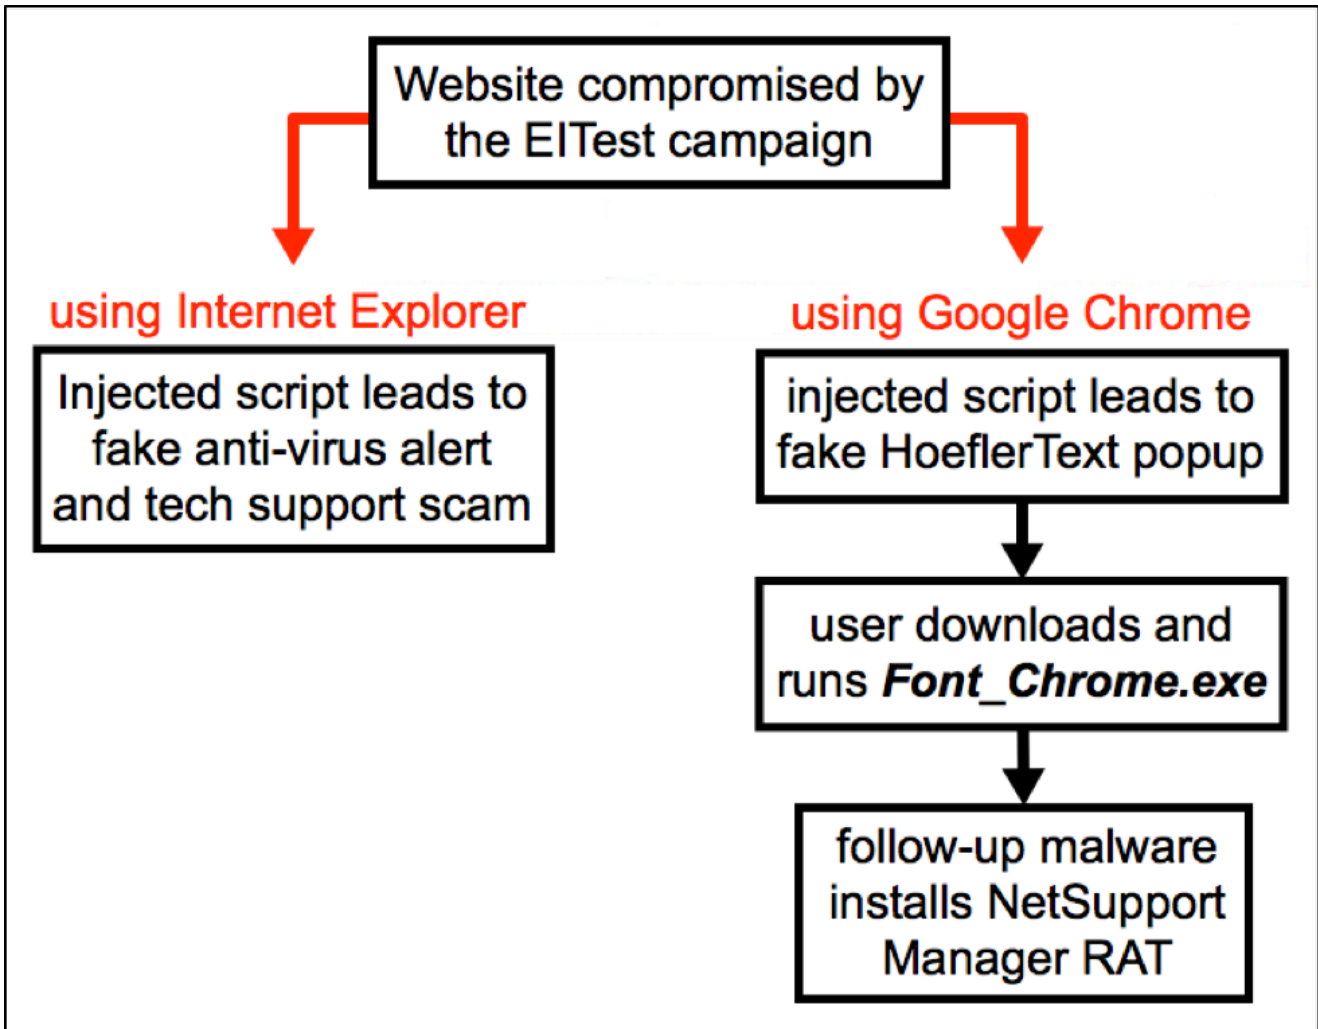 Website compromised by
the EITest campaign
using Internet Explorer
Injected script leads to
fake anti-virus alert
and tech support scam
using Google Chrome
injected script leads to
fake HoeflerText popup
user downloads and
runs Font_Chrome.exe
follow-up malware
installs NetSupport
Manager RAT